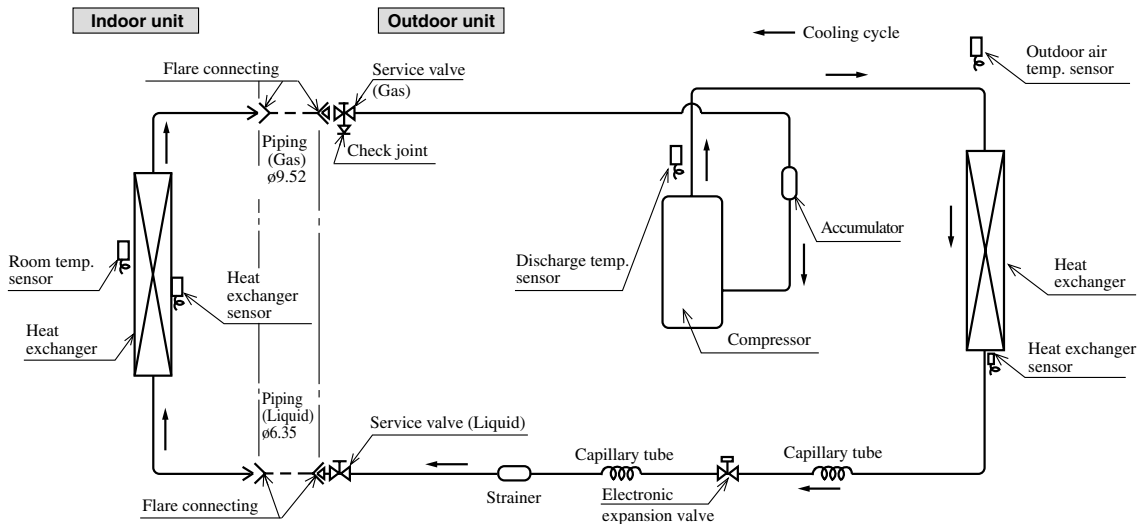 Indoor unit
Outdoor unit
Cooling cycle
Outdoor air
temp. sensor
Flare connecting
Service valve
(Gas)
Piping
(Gas)
ø9.52
Check joint
Accumulator
Room temp.
sensor
Heat
exchanger
sensor
Discharge temp.
sensor
Heat
exchanger
Heat
exchanger
Compressor
Heat exchanger
sensor
Piping
(Liquid)
ø6.35
Service valve (Liquid)
Capillary tube
Capillary tube
Flare connecting
Strainer
Electronic
expansion valve